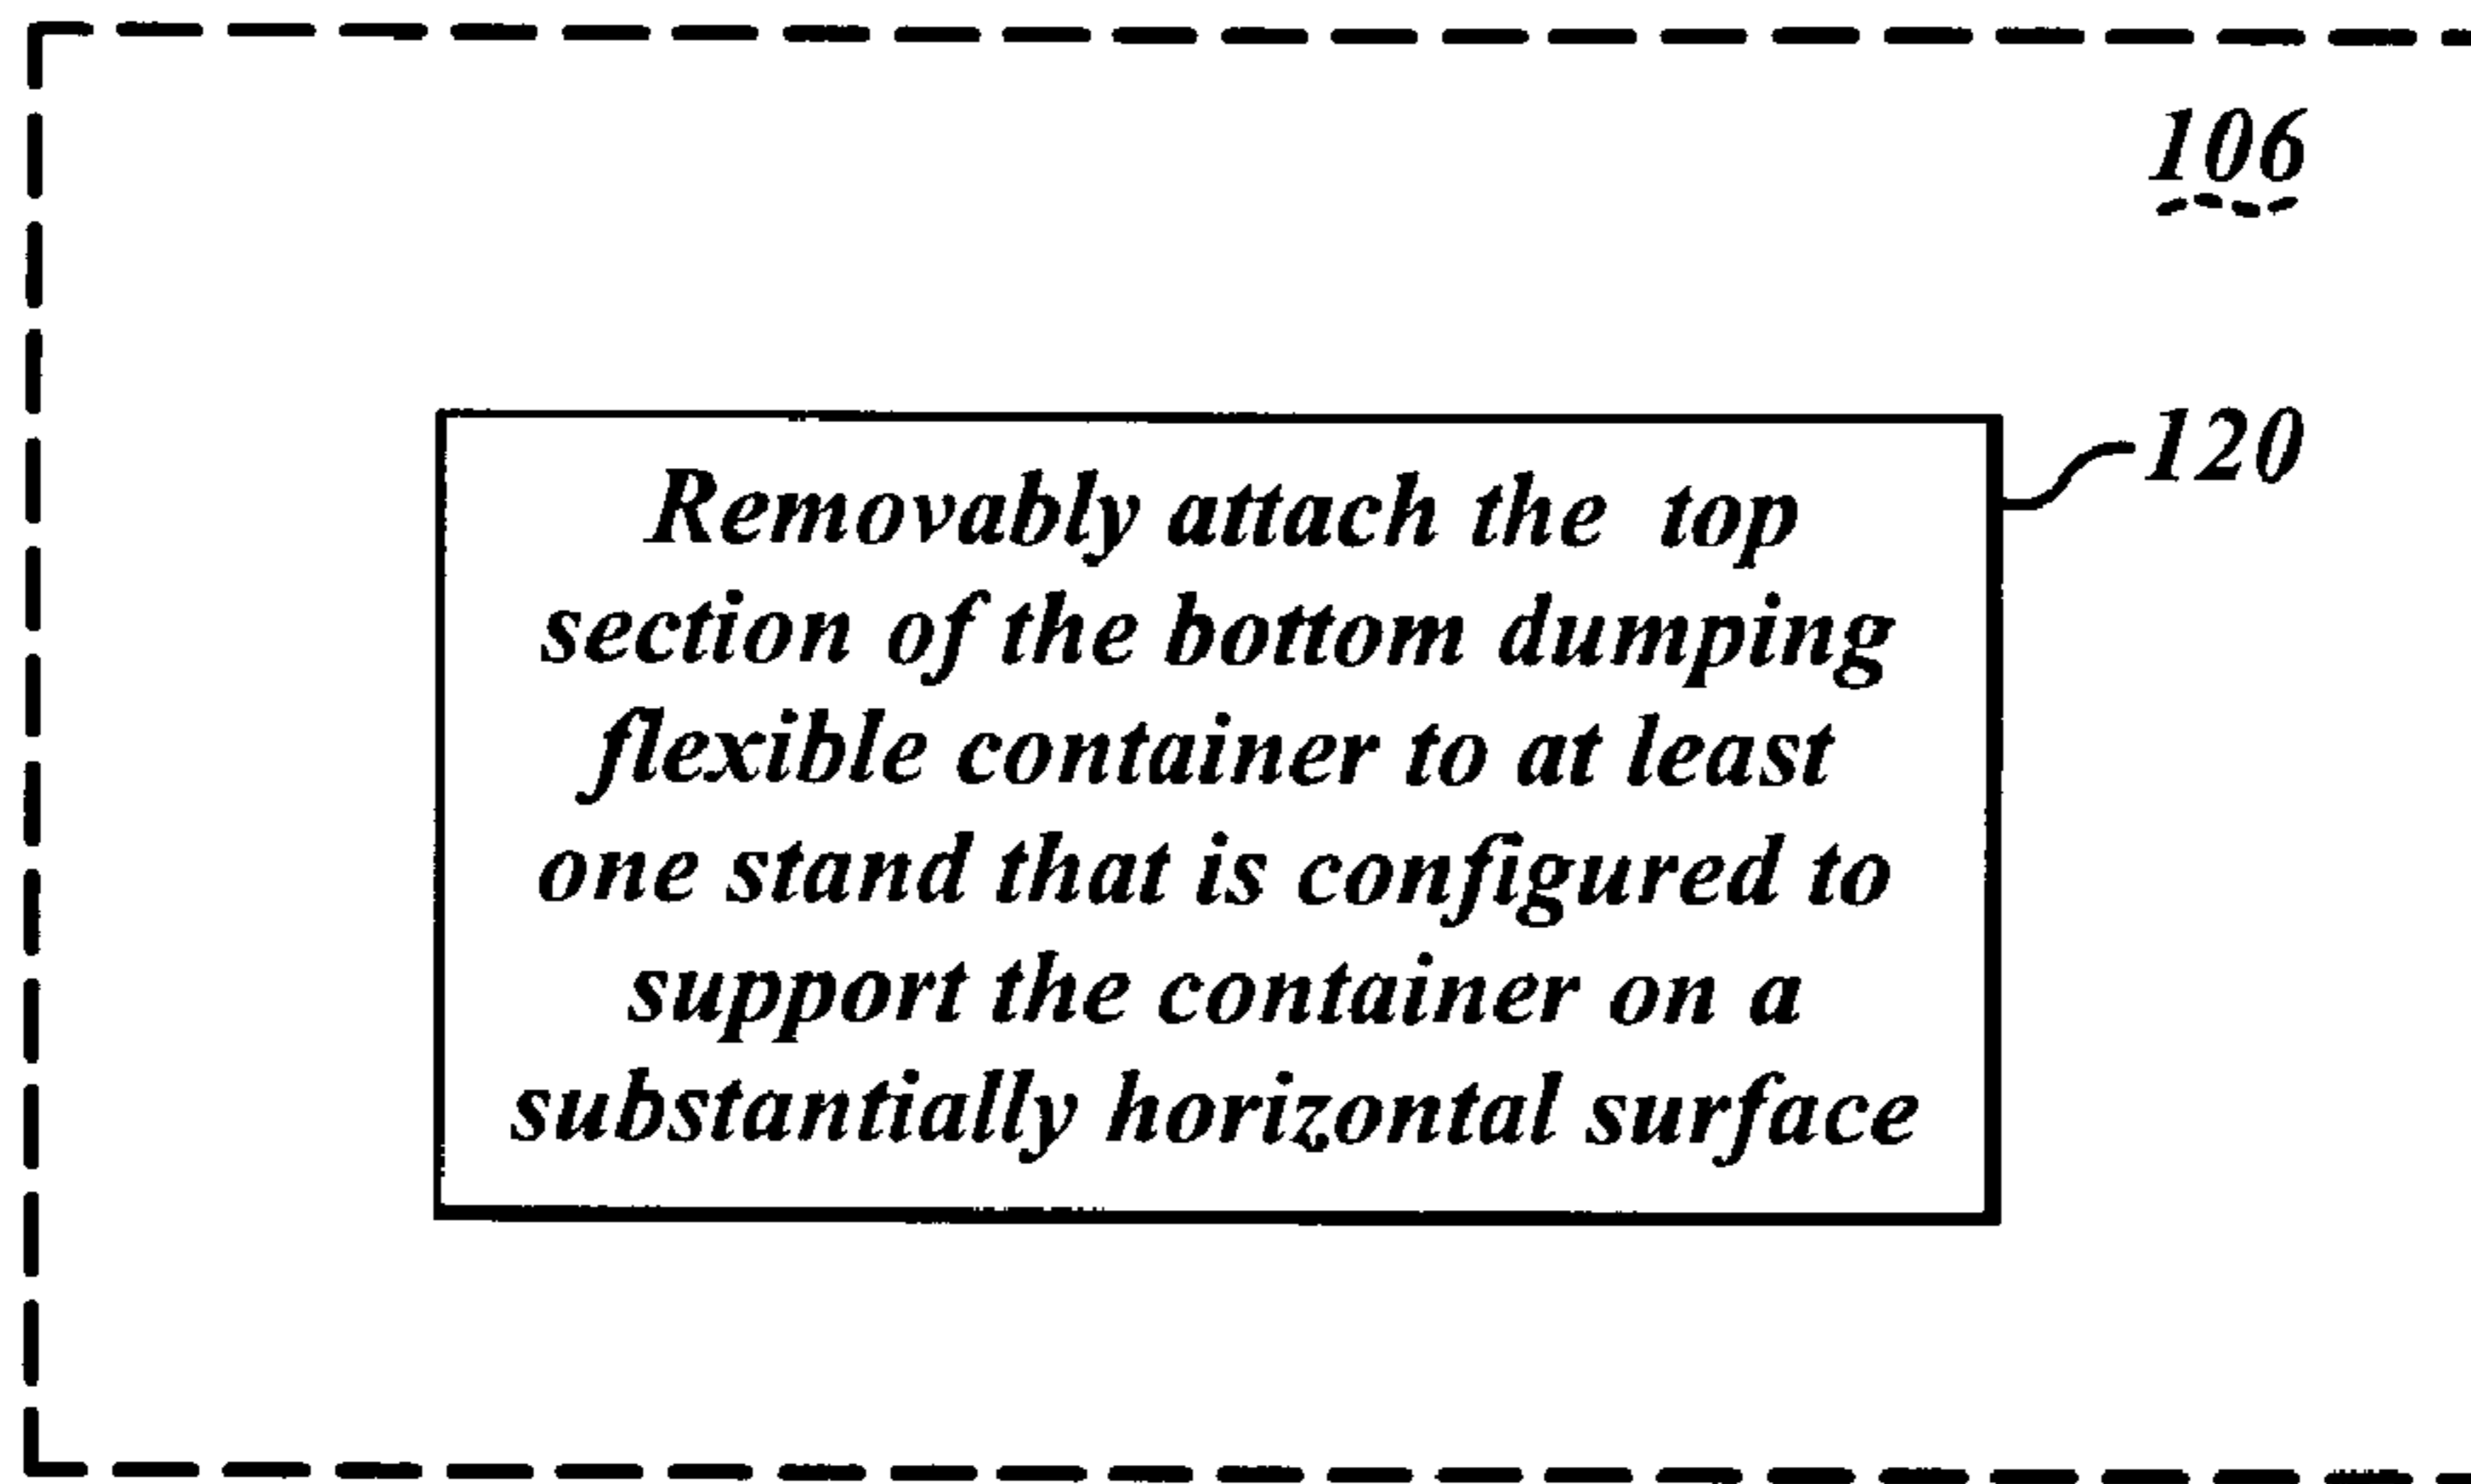 106
120
Removably attach the top
section of the bottom dumping
flexible container to at least
one stand that is configured to
support the container on a
substantially horizontal surface